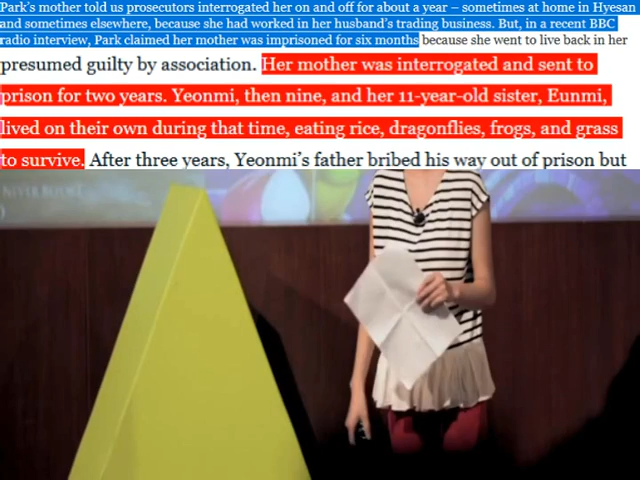 Park's mother told us prosecutors interrogated her on and off for about a year – sometimes at home in Hyesan
and sometimes elsewhere, because she had worked in her husband's trading business. But, in a recent BBC
radio interview, Park claimed her mother was imprisoned for six months because she went to live back in her
presumed guilty by association. Her mother was interrogated and sent to
prison for two years. Yeonmi, then nine, and her 11-year-old sister, Eunmi,
lived on their own during that time, eating rice, dragonflies, frogs, and grass
to survive. After three years, Yeonmi's father bribed his way out of prison but